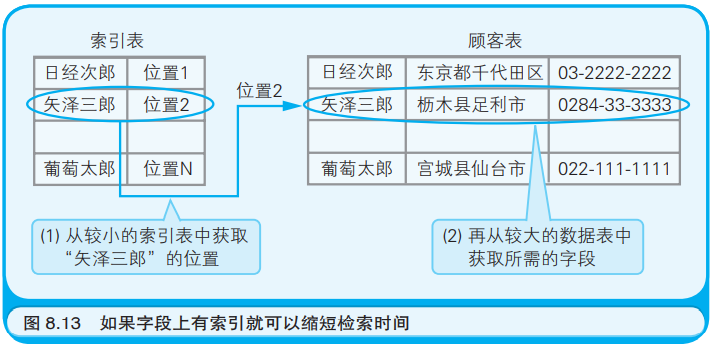 索引表
日经次郎 位置1
矢泽三郎 位置2
葡萄太郎 位置N
位置2
顾客表
日经次郎 东京都千代田区 03-2222-2222
矢泽三郎 枥木县足利市 0284-33-3333
葡萄太郎 宫城县仙台市 022-111-1111
(1) 从较小的索引表中获取
“矢泽三郎”的位置
(2) 再从较大的数据表中
获取所需的字段
图 8.13 如果字段上有索引就可以缩短检索时间